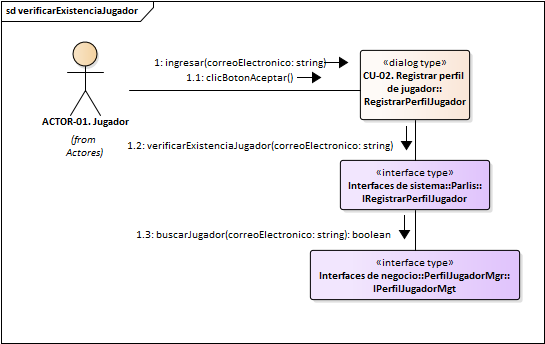 sd verificarExistenciaJugador
1: ingresar(correoElectronico: string)
1.1: clicBotonAceptar()
«dialog type»
CU-02. Registrar perfil
de jugador::
RegistrarPerfilJugador
ACTOR-01. Jugador
(from
Actores)
1.2: verificarExistenciaJugador(correoElectronico: string)
«interface type»
Interfaces de sistema::Parlis::
IRegistrarPerfilJugador
1.3: buscarJugador(correoElectronico: string): boolean
«interface type»
Interfaces de negocio::PerfilJugadorMgr::
IPerfilJugadorMgt